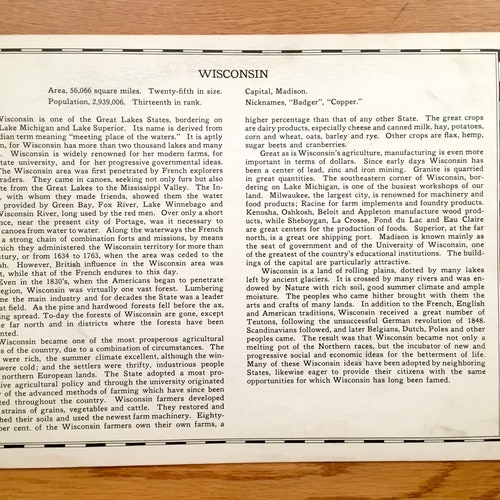 WISCONSIN
Area, 56,066 square miles. Twenty-fifth in size.
Population, 2,939,006. Thirteenth in rank.
Capital, Madison.
Nicknames, "Badger", "Copper."
Wisconsin is one of the Great Lakes States, bordering on
Lake Michigan and Lake Superior. Its name is derived from
dian term meaning "meeting place of the waters." It is aptly
n, for Wisconsin has more than two thousand lakes and many
. Wisconsin is widely renowned for her modern farms, for
state university, and for her progressive governmental ideas.
The Wisconsin area was first penetrated by French explorers
raders. They came in canoes, seeking not only furs but also
te from the Great Lakes to the Mississippi Valley. The In-
, with whom they made friends, showed them the water
provided by Green Bay, Fox River, Lake Winnebago and
Wisconsin River, long used by the red men. Over only a short
nce, near the present city of Portage, was it necessary to
canoes from water to water. Along the waterways the French
a strong chain of combination forts and missions, by means
hich they administered the Wisconsin territory for more than
tury, or from 1634 to 1763, when the area was ceded to the
sh. However, British influence in the Wisconsin area was
t, while that of the French endures to this day.
Even in the 1830's, when the Americans began to penetrate
egion, Wisconsin was virtually one vast forest. Lumbering
me the main industry and for decades the State was a leader
at field. As the pine and hardwood forests fell before the ax,
ing spread. To-day the forests of Wisconsin are gone, except
e far north and in districts where the forests have been
nted.
Wisconsin became one of the most prosperous agricultural
s of the country, due to a combination of circumstances. The
were rich, the summer climate excellent, although the win-
were cold; and the settlers were thrifty, industrious people
northern European lands. The State adopted a most pro-
ive agricultural policy and through the university originated
y of the advanced methods of farming which have since been
ted throughout the country. Wisconsin farmers developed
strains of grains, vegetables and cattle. They restored and
ched their soils and used the newest farm machinery. Eighty-
per cent. of the Wisconsin farmers own their own farms, a
higher percentage than that of any other State. The great crops
are dairy products, especially cheese and canned milk, hay, potatoes,
corn and wheat, oats, barley and rye. Other crops are flax, hemp,
sugar beets and cranberries.
Great as is Wisconsin's agriculture, manufacturing is even more
important in terms of dollars. Since early days Wisconsin has
been a center of lead, zinc and iron mining. Granite is quarried
in great quantities. The southeastern corner of Wisconsin, bor-
dering on Lake Michigan, is one of the busiest workshops of our
land. Milwaukee, the largest city, is renowned for machinery and
food products; Racine for farm implements and foundry products.
Kenosha, Oshkosh, Beloit and Appleton manufacture wood prod-
ucts, while Sheboygan, La Crosse, Fond du Lac and Eau Claire
are great centers for the production of foods. Superior, at the far
north, is a great ore shipping port. Madison is known mainly as
the seat of government and of the University of Wisconsin, one
of the greatest of the country's educational institutions. The build-
ings of the capital are particularly attractive.
Wisconsin is a land of rolling plains, dotted by many lakes
left by ancient glaciers. It is crossed by many rivers and was en-
dowed by Nature with rich soil, good summer climate and ample
moisture. The peoples who came hither brought with them the
arts and crafts of many lands. In addition to the French, English
and American traditions, Wisconsin received a great number of
Teutons, following the unsuccessful German revolution of 1848.
Scandinavians followed, and later Belgians, Dutch, Poles and other
peoples came. The result was that Wisconsin became not only a
melting pot of the Northern races, but the incubator of new and
progressive social and economic ideas for the betterment of life.
Many of these Wisconsin ideas have been adopted by neighboring
States, likewise eager to provide their citizens with the same
opportunities for which Wisconsin has long been famed.